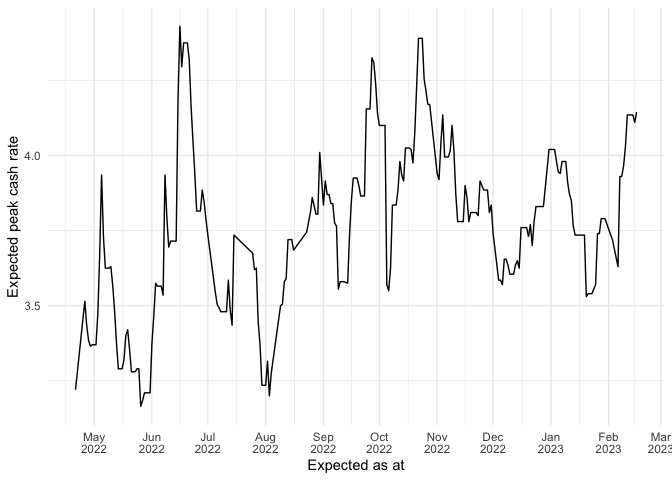 Expected peak cash rate
4.0
3.5
May Jun Jul Aug Sep Oct Nov Dec Jan Feb Mar
2022 2022 2022 2022 2022 2022 2022 2022 2023 2023 2023
Expected as at